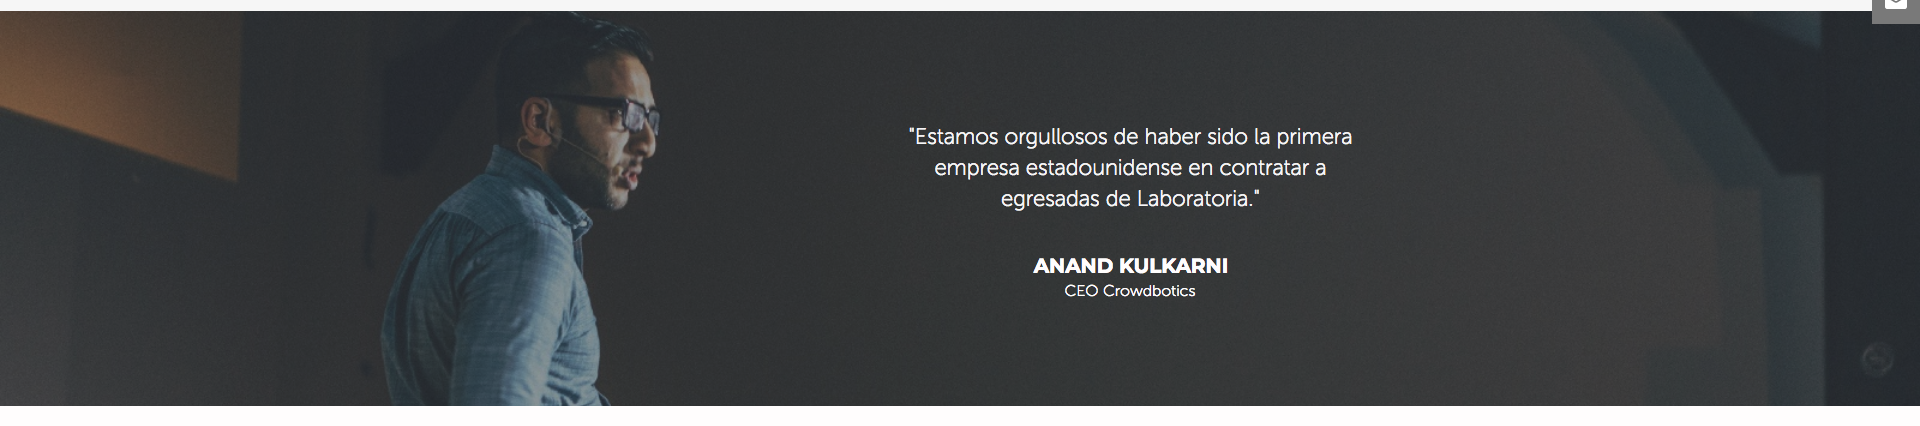 "Estamos orgullosos de haber sido la primera
empresa estadounidense en contratar a
egresadas de Laboratoria."
ANAND KULKARNI
CEO Crowdbotics